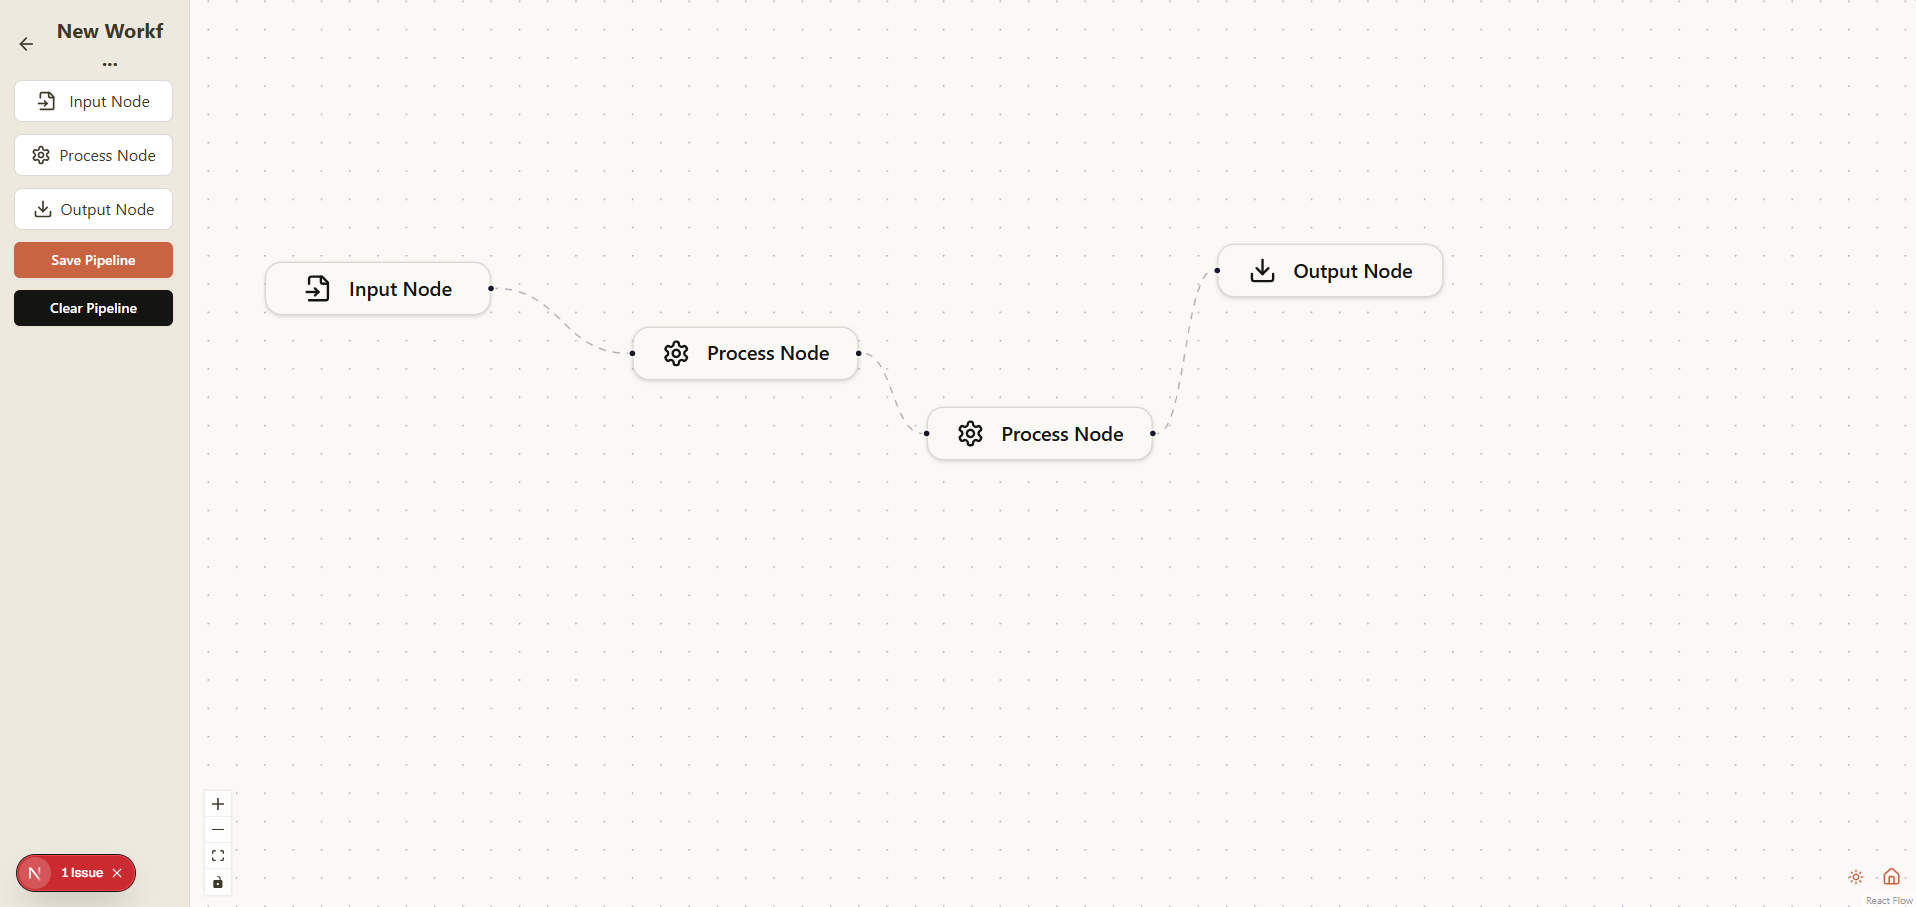 New Workf
...
Input Node
Process Node
Output Node
Save Pipeline
Clear Pipeline
Input Node
Process Node
Process Node
Output Node
N 1 Issue
React Flow